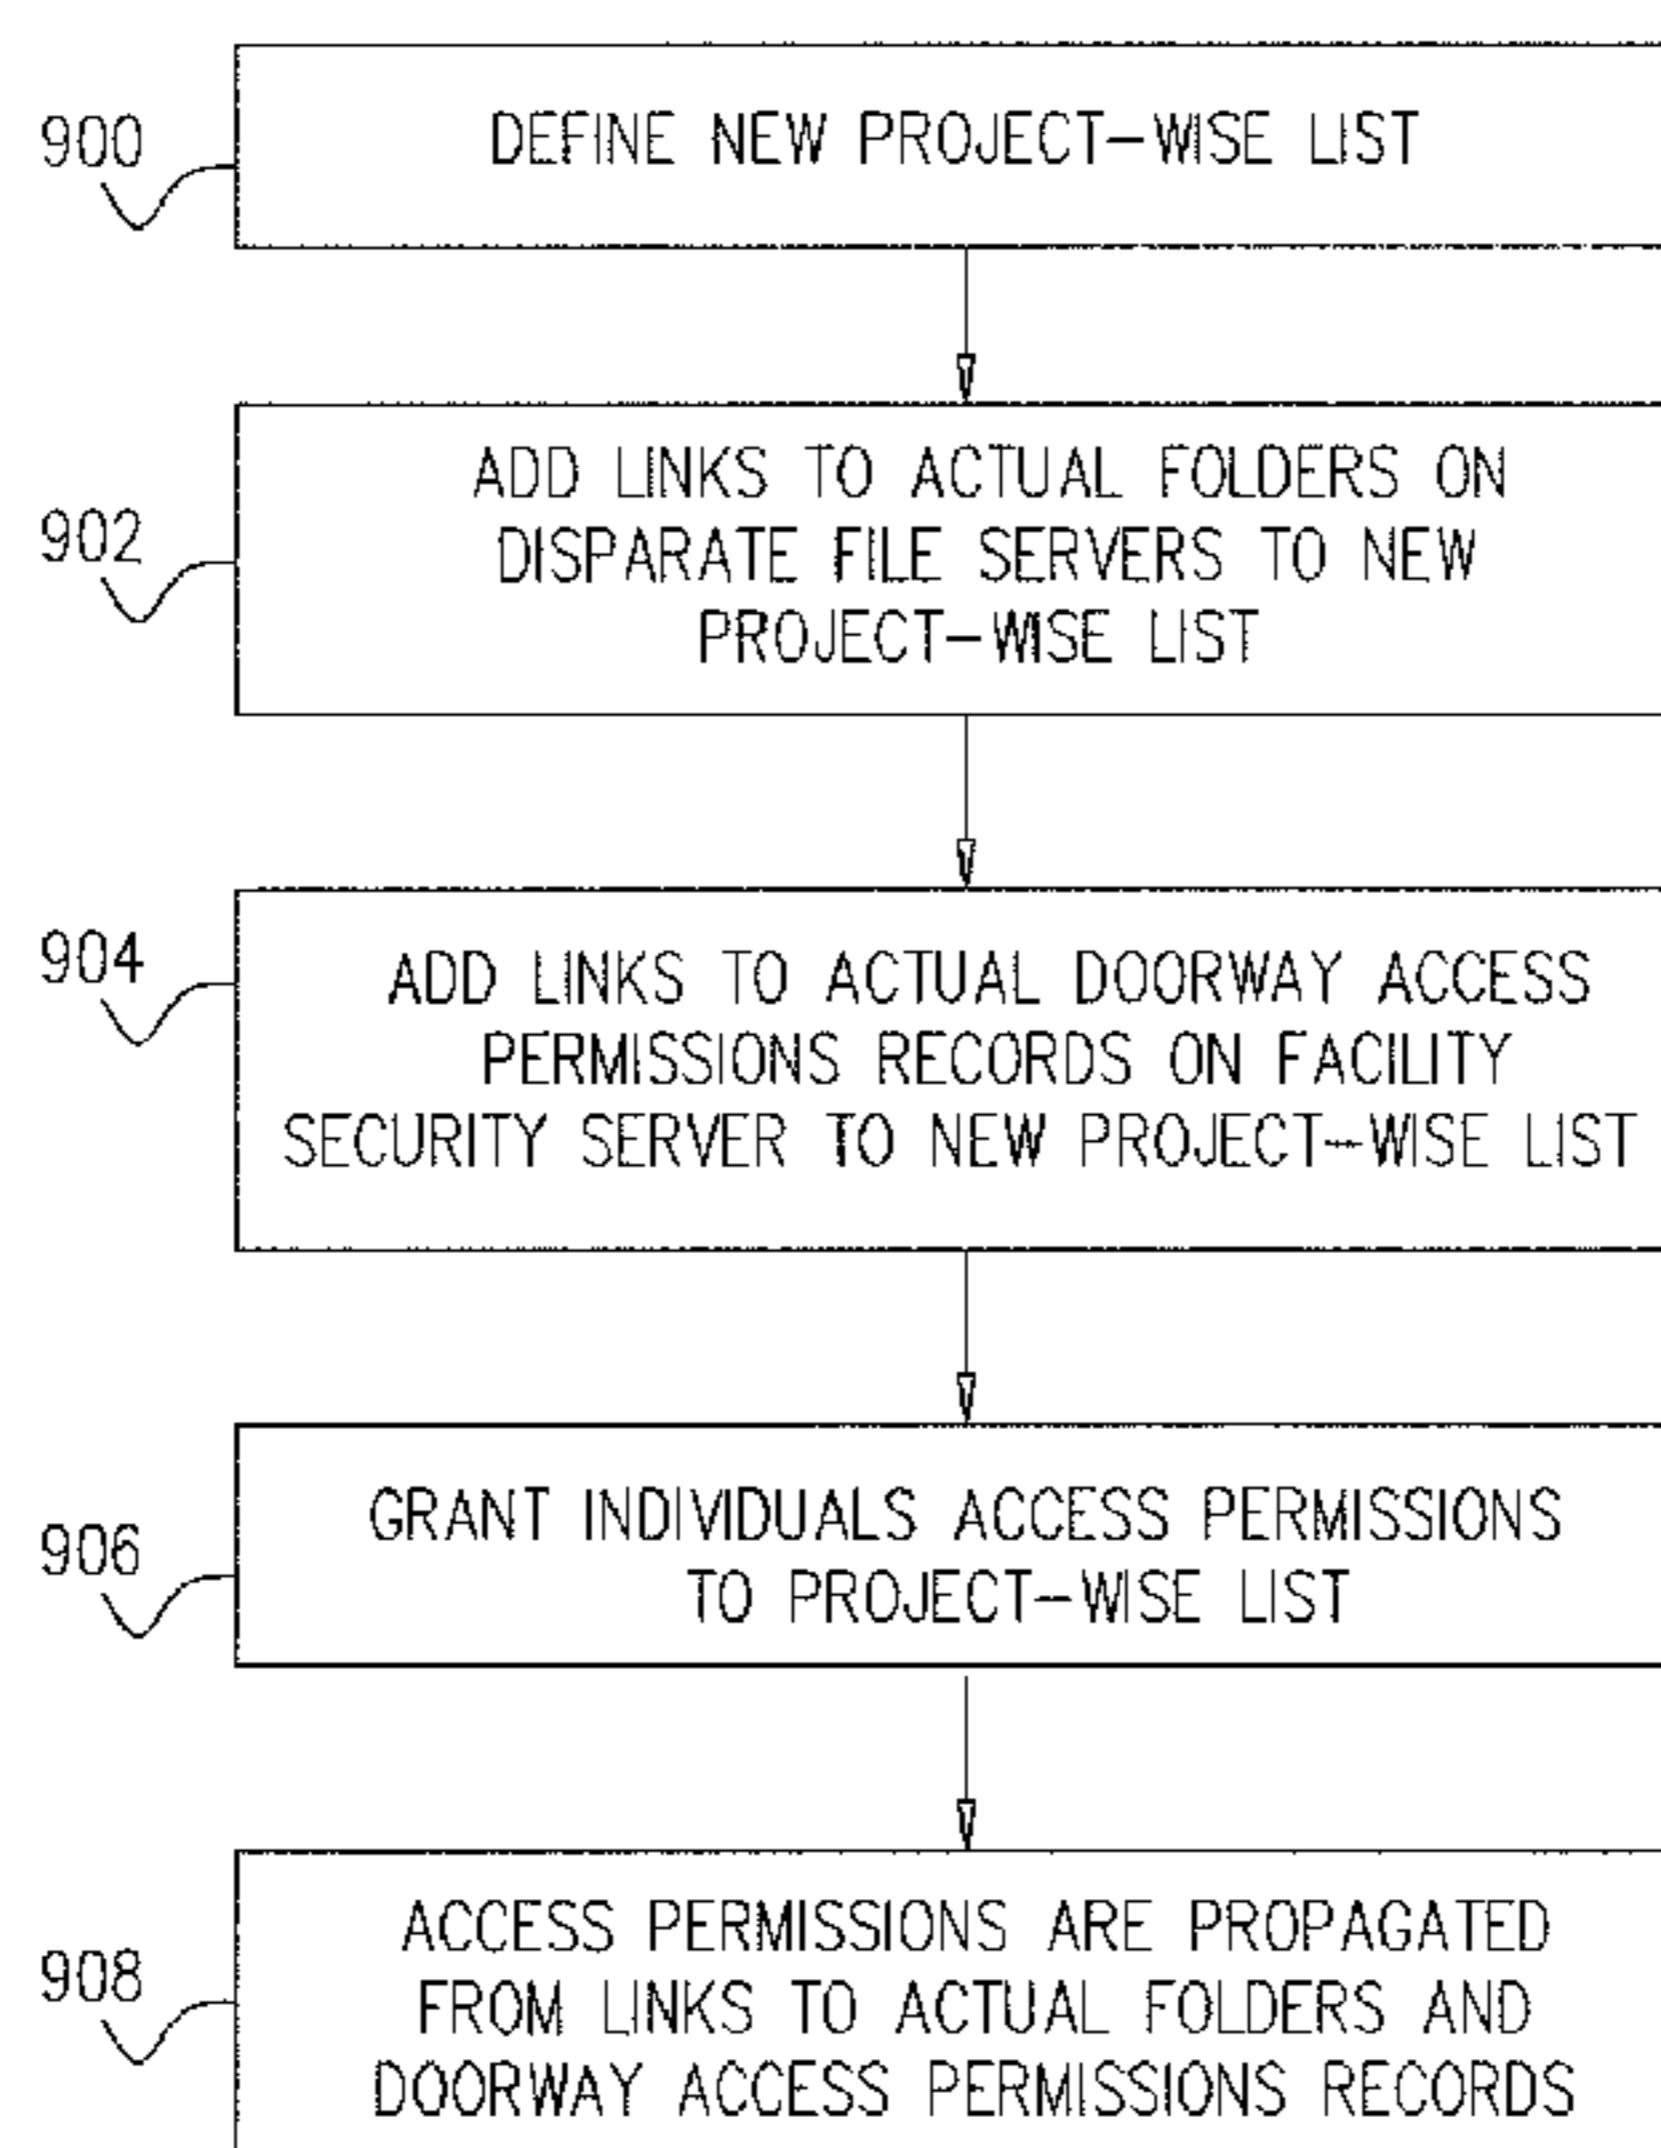 900
DEFINE NEW PROJECT-WISE LIST
902
ADD LINKS TO ACTUAL FOLDERS ON
DISPARATE FILE SERVERS TO NEW
PROJECT-WISE LIST
904
ADD LINKS TO ACTUAL DOORWAY ACCESS
PERMISSIONS RECORDS ON FACILITY
SECURITY SERVER TO NEW PROJECT-WISE LIST
906
GRANT INDIVIDUALS ACCESS PERMISSIONS
TO PROJECT-WISE LIST
908
ACCESS PERMISSIONS ARE PROPAGATED
FROM LINKS TO ACTUAL FOLDERS AND
DOORWAY ACCESS PERMISSIONS RECORDS